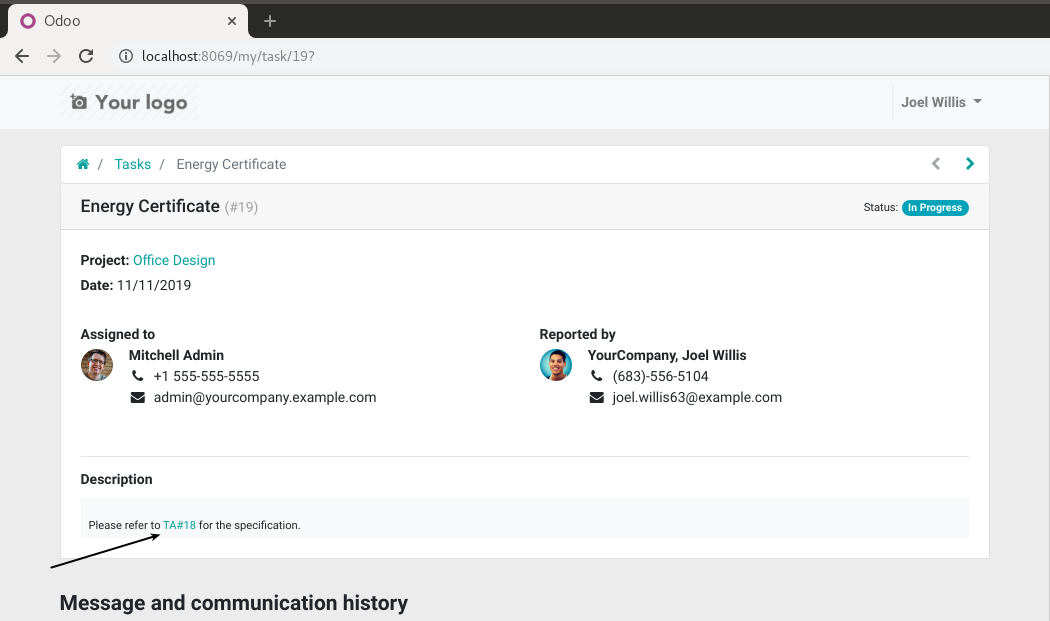 Odoo
localhost:8069/my/task/19?
Your logo
Joel Willis
/ Tasks / Energy Certificate
Energy Certificate (#19)
Status: In Progress
Project: Office Design
Date: 11/11/2019
Assigned to
Mitchell Admin
+1 555-555-5555
admin@yourcompany.example.com
Reported by
YourCompany, Joel Willis
(683)-556-5104
joel.willis63@example.com
Description
Please refer to TA#18 for the specification.
Message and communication history